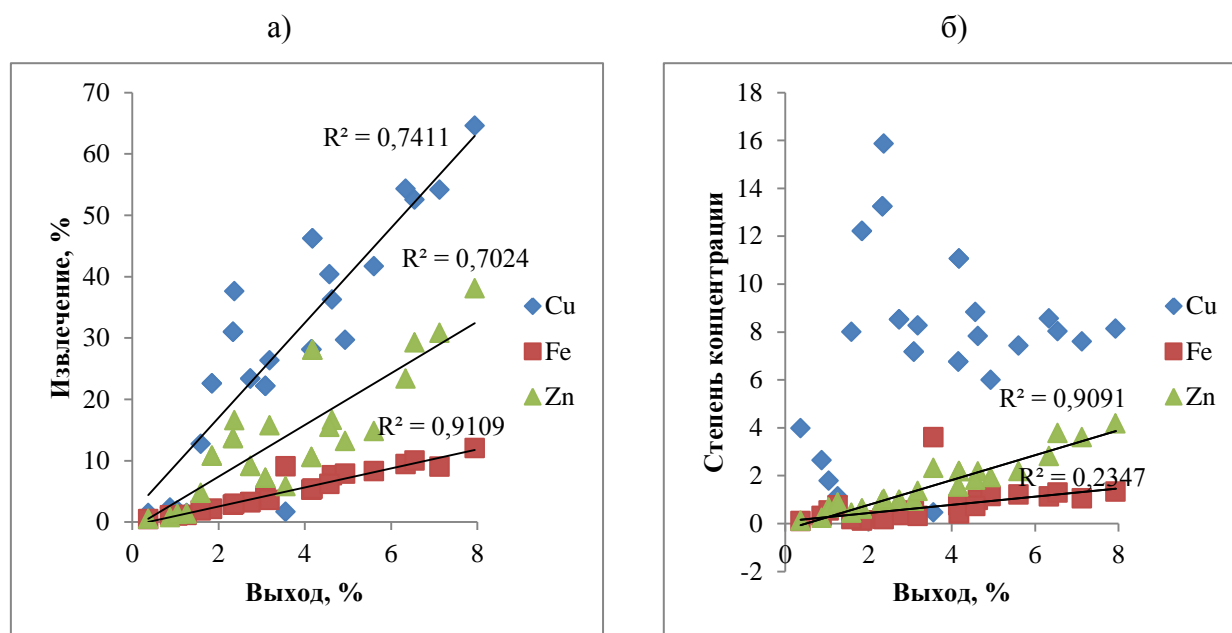 а)
б)
Извлечение, %
70
60
50
40
30
20
10
0
R² = 0,7411
R² = 0,7024
R² = 0,9109
Cu
Fe
Zn
0 2 4 6 8
Выход, %
Степень концентрации
18
16
14
12
10
8
6
4
2
0
-2
R² = 0,9091
R² = 0,2347
Cu
Fe
Zn
0 2 4 6 8
Выход, %